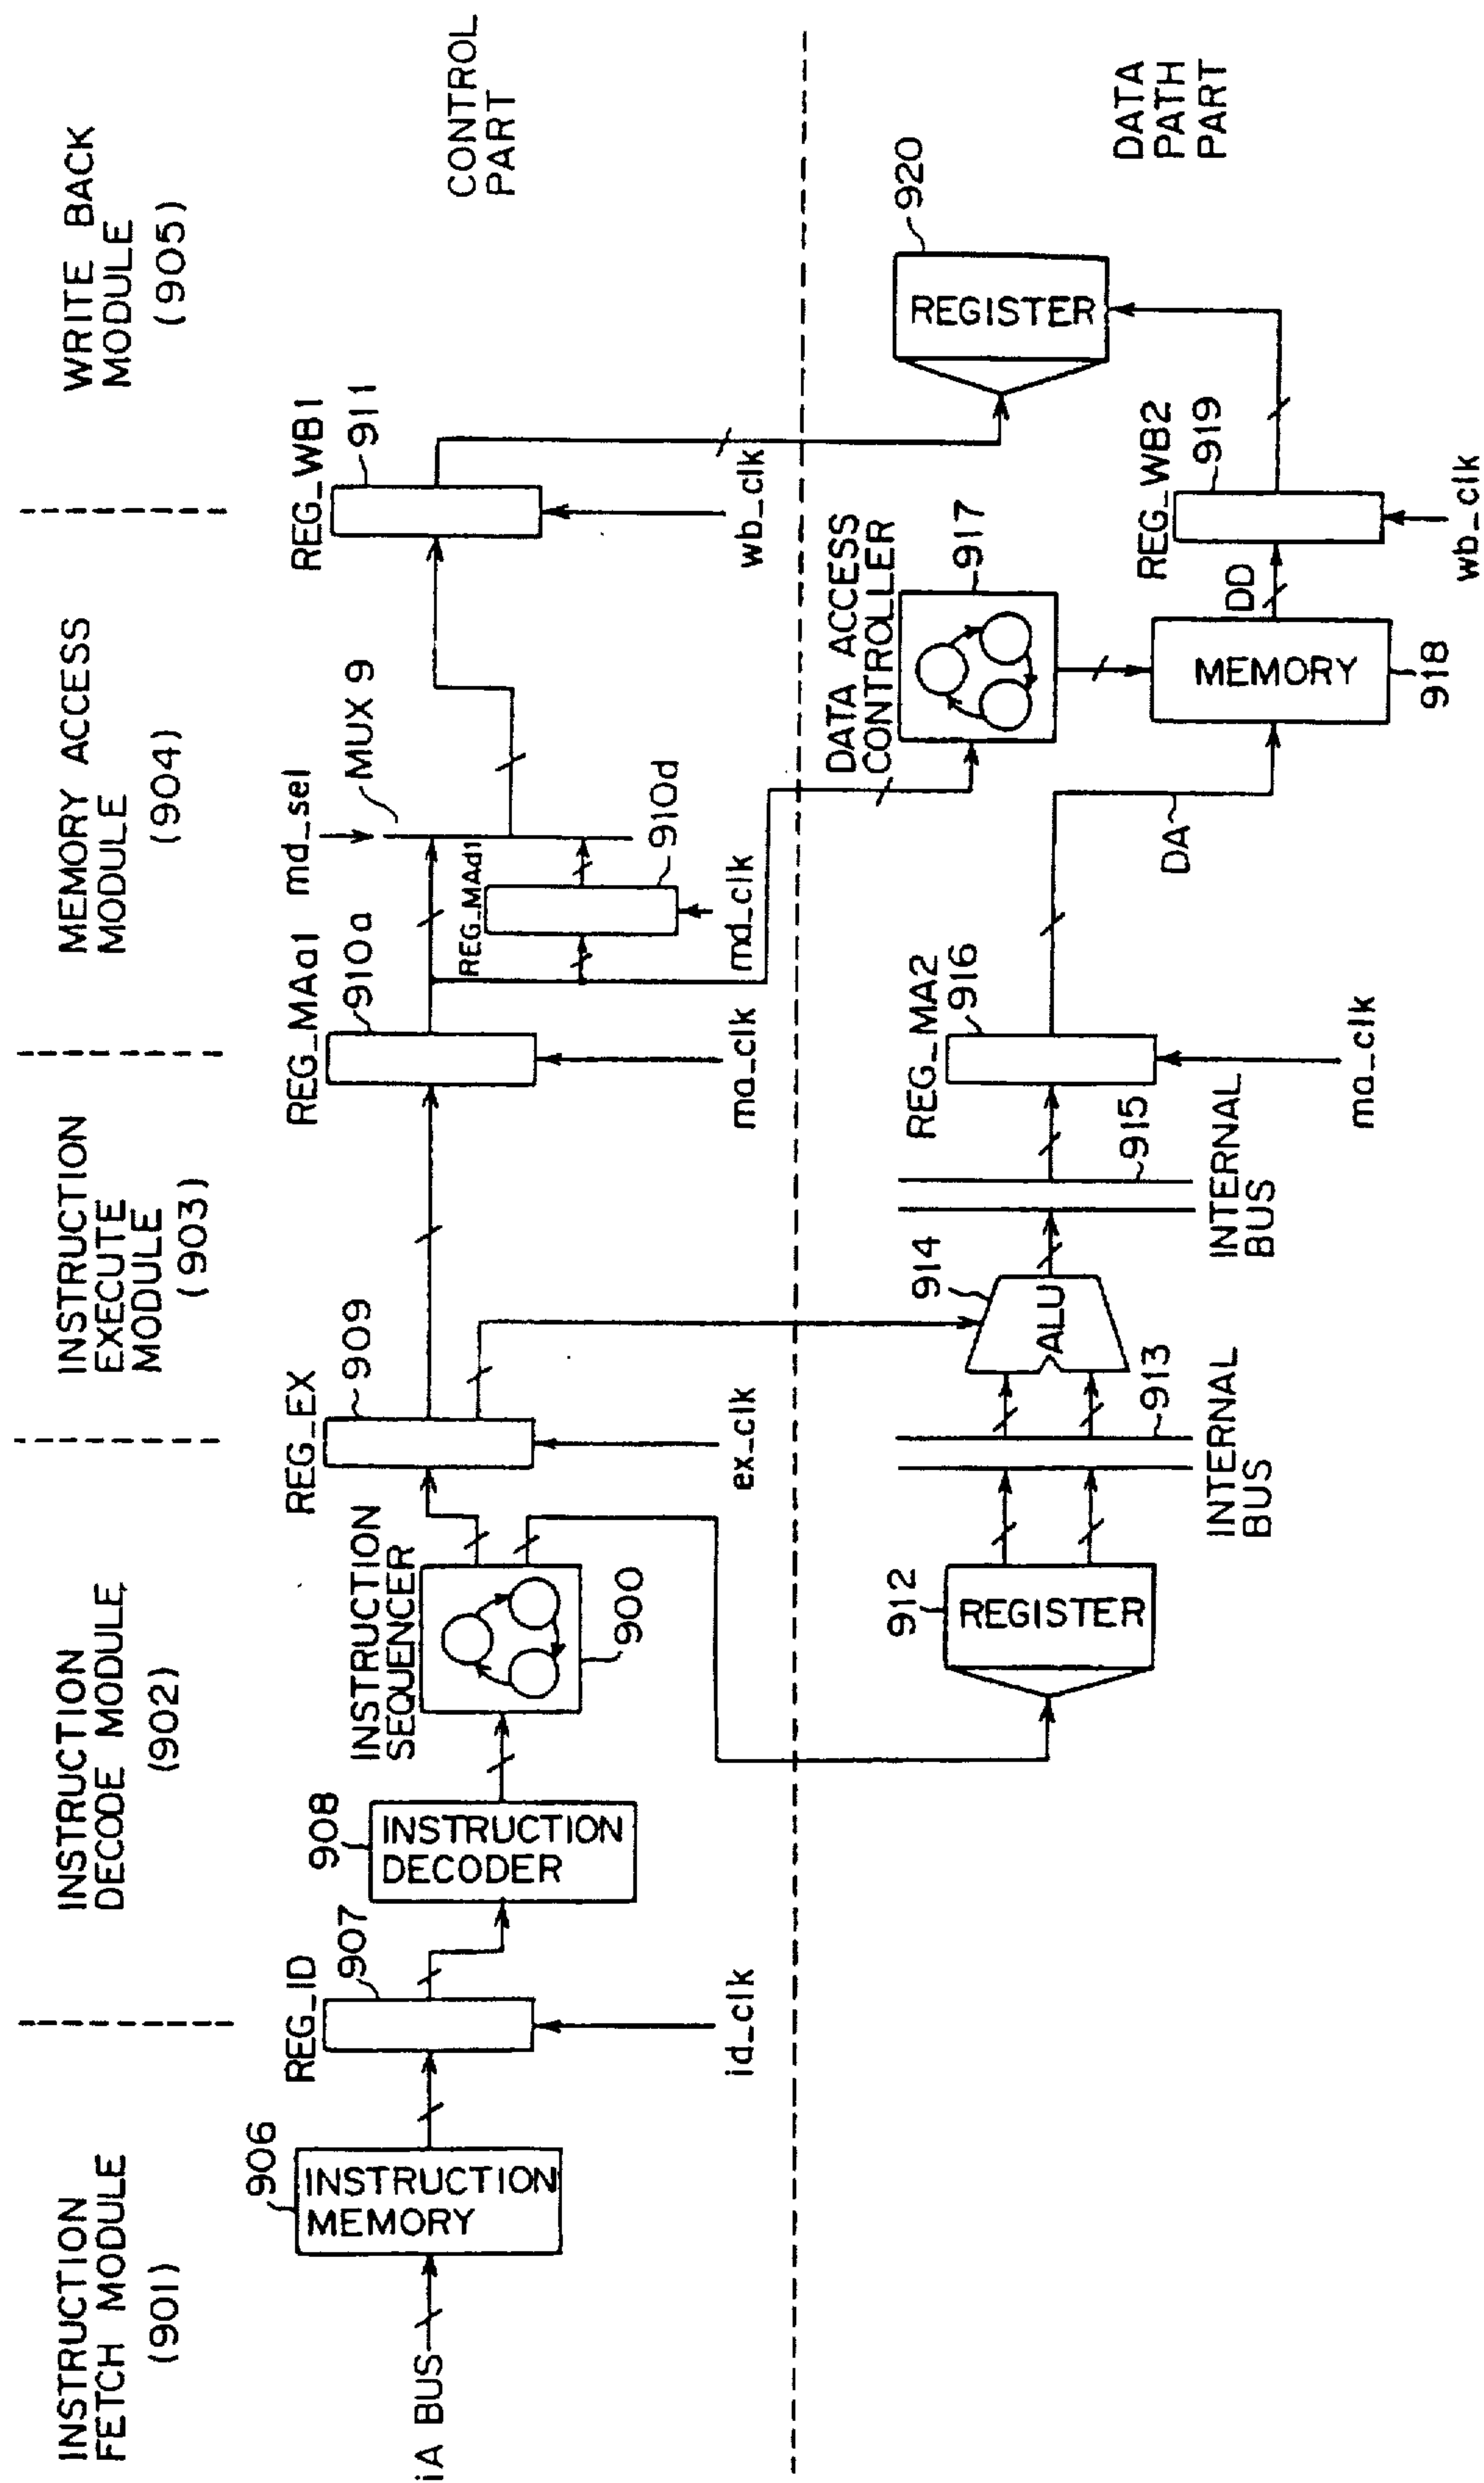 INSTRUCTION
FETCH MODULE
(901)
INSTRUCTION
DECODE MODULE
(902)
INSTRUCTION
EXECUTE
MODULE
(903)
MEMORY ACCESS
MODULE
(904)
WRITE BACK
MODULE
(905)
iA BUS
906
INSTRUCTION
MEMORY
REG_ID
907
id_clk
908
INSTRUCTION
DECODER
INSTRUCTION
SEQUENCER
900
REG_EX
909
ex_clk
REG_MAa1
910a
ma_clk
md_sel
MUX 9
REG_MAd1
910d
md_clk
REG_WB1
911
wb_clk
CONTROL
PART
912
REGISTER
913
INTERNAL
BUS
914
ALU
915
INTERNAL
BUS
REG_MA2
916
ma_clk
DA
DATA ACCESS
CONTROLLER
917
MEMORY
918
DD
REG_WB2
919
wb_clk
920
REGISTER
DATA
PATH
PART